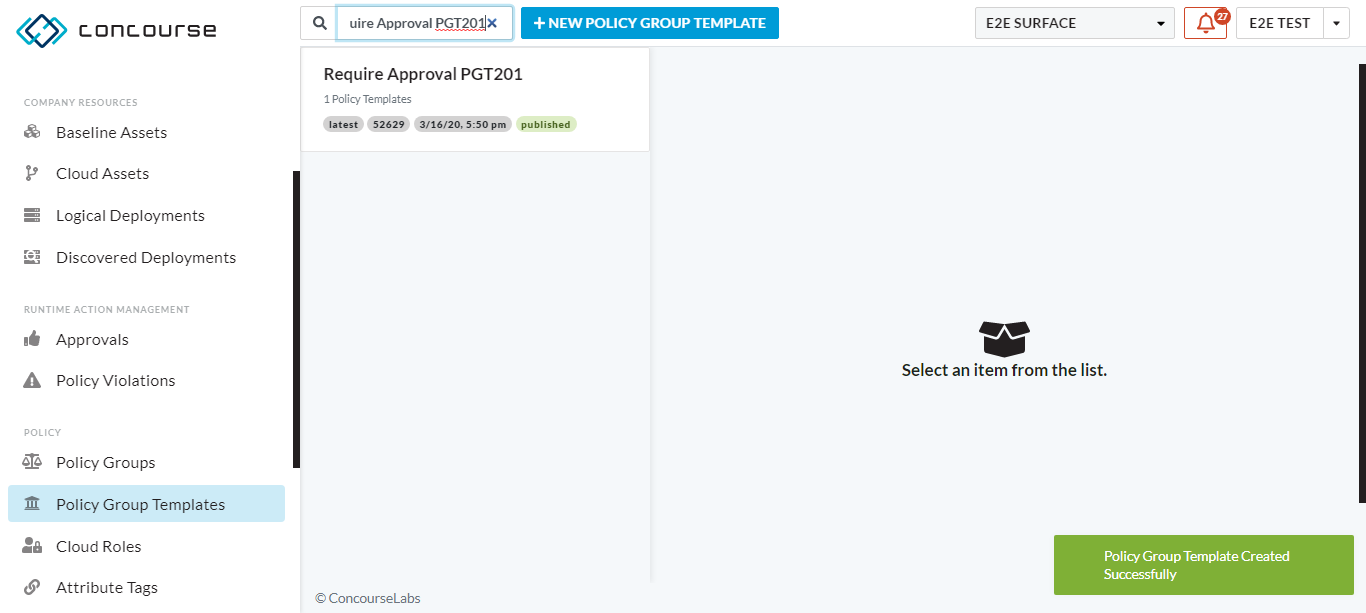 concourse
uire Approval PGT201
NEW POLICY GROUP TEMPLATE
E2E SURFACE
27
E2E TEST
COMPANY RESOURCES
Baseline Assets
Cloud Assets
Logical Deployments
Discovered Deployments
RUNTIME ACTION MANAGEMENT
Approvals
Policy Violations
POLICY
Policy Groups
Policy Group Templates
Cloud Roles
Attribute Tags
Require Approval PGT201
1 Policy Templates
latest 52629 3/16/20, 5:50 pm published
Select an item from the list.
Policy Group Template Created
Successfully
© ConcourseLabs